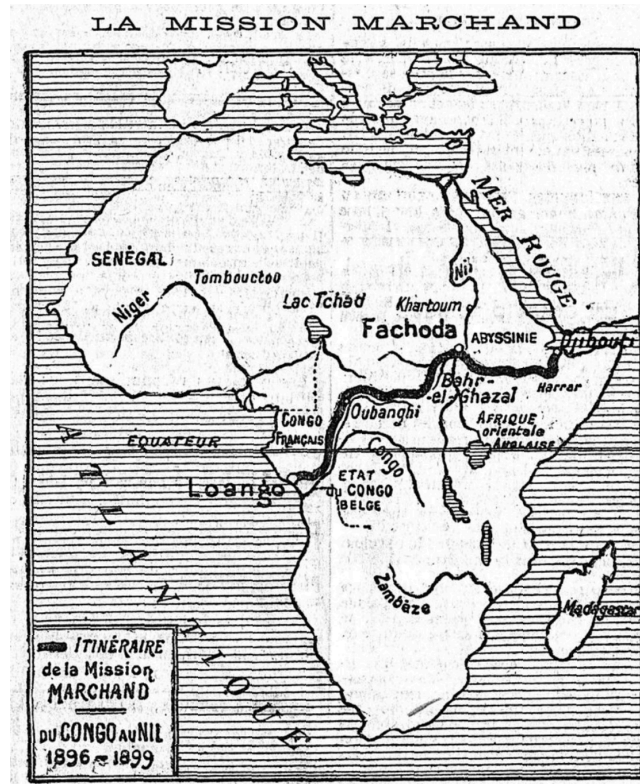 LA MISSION MARCHAND
MER ROUGE
SÉNÉGAL
Tombouctoo
Niger
Lac Tchad
Nil
Khartoum
Fachoda
ABYSSINIE
Djibouti
Harrar
Bahr-
-el-Ghazal
Oubanghi
CONGO
FRANÇAIS
AFRIQUE
orientale
ANGLAISE
EQUATEUR
Congo
Loango
ETAT
du CONGO
BELGE
Zambèze
Madagascar
ATLANTIQUE
ITINÉRAIRE
de la Mission
MARCHAND
DU CONGO AU NIL
1896-1899